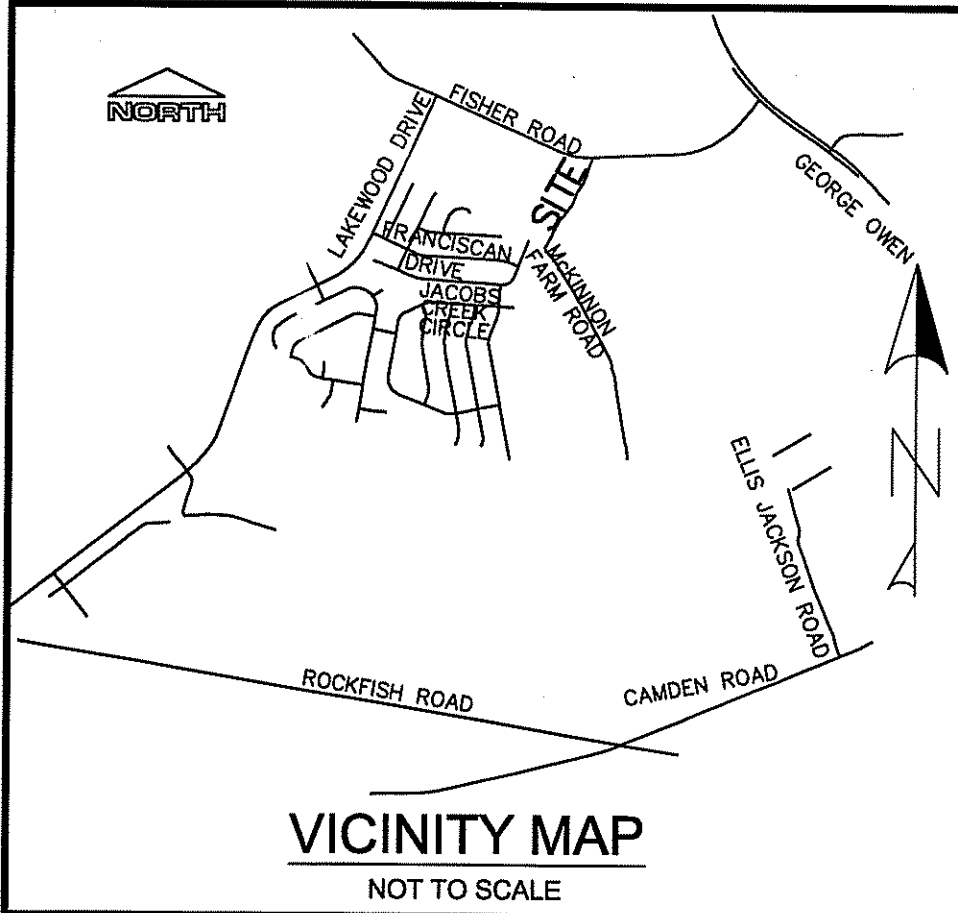 NORTH
FISHER ROAD
LAKEWOOD DRIVE
SITE
GEORGE OWEN
FRANCISCAN
DRIVE
McKINNON
FARM ROAD
JACOBS
CREEK
CIRCLE
N
ELLIS JACKSON ROAD
ROCKFISH ROAD
CAMDEN ROAD
VICINITY MAP
NOT TO SCALE